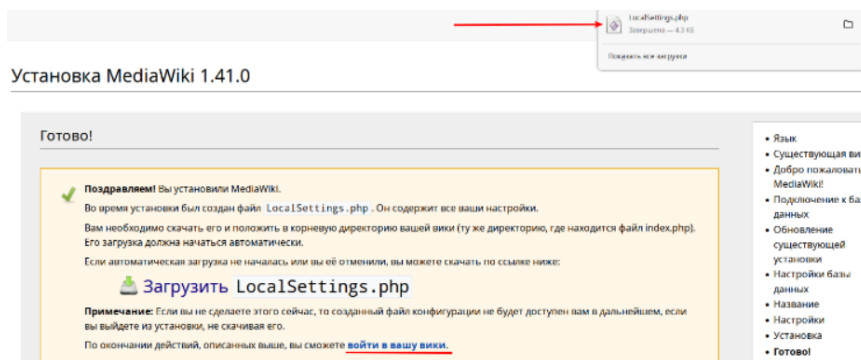 LocalSettings.php
Завершено — 4.3 КБ
Показать все загрузки
Установка MediaWiki 1.41.0
Готово!
Поздравляем! Вы установили MediaWiki.
Во время установки был создан файл LocalSettings.php. Он содержит все ваши настройки.
Вам необходимо скачать его и положить в корневую директорию вашей вики (ту же директорию, где находится файл index.php).
Его загрузка должна начаться автоматически.
Если автоматическая загрузка не началась или вы её отменили, вы можете скачать по ссылке ниже:
Загрузить LocalSettings.php
Примечание: Если вы не сделаете этого сейчас, то созданный файл конфигурации не будет доступен вам в дальнейшем, если
вы выйдете из установки, не скачивая его.
По окончании действий, описанных выше, вы сможете войти в вашу вики.
• Язык
• Существующая ви
• Добро пожаловать
MediaWiki!
• Подключение к ба
данных
• Обновление
существующей
установки
• Настройки базы
данных
• Название
• Настройки
• Установка
• Готово!